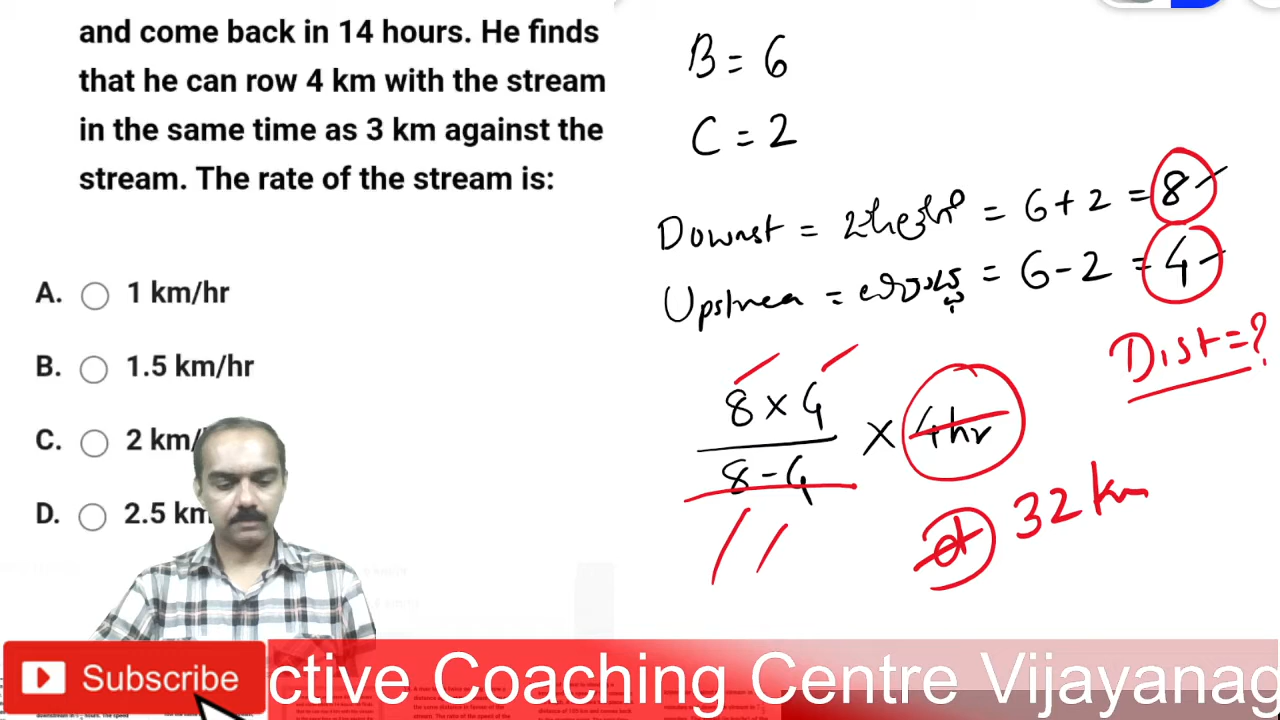 and come back in 14 hours. He finds
that he can row 4 km with the stream
in the same time as 3 km against the
stream. The rate of the stream is:
A. 1 km/hr
B. 1.5 km/hr
C. 2 km/
D. 2.5 km
B = 6
C = 2
Downst = = 6 + 2 = 8
Upstrea = = 6 - 2 = 4
Dist = ?
8 × 4
8 - 4
× 4hr
32 km
Subscribe
ctive Coaching Centre Vijayanag